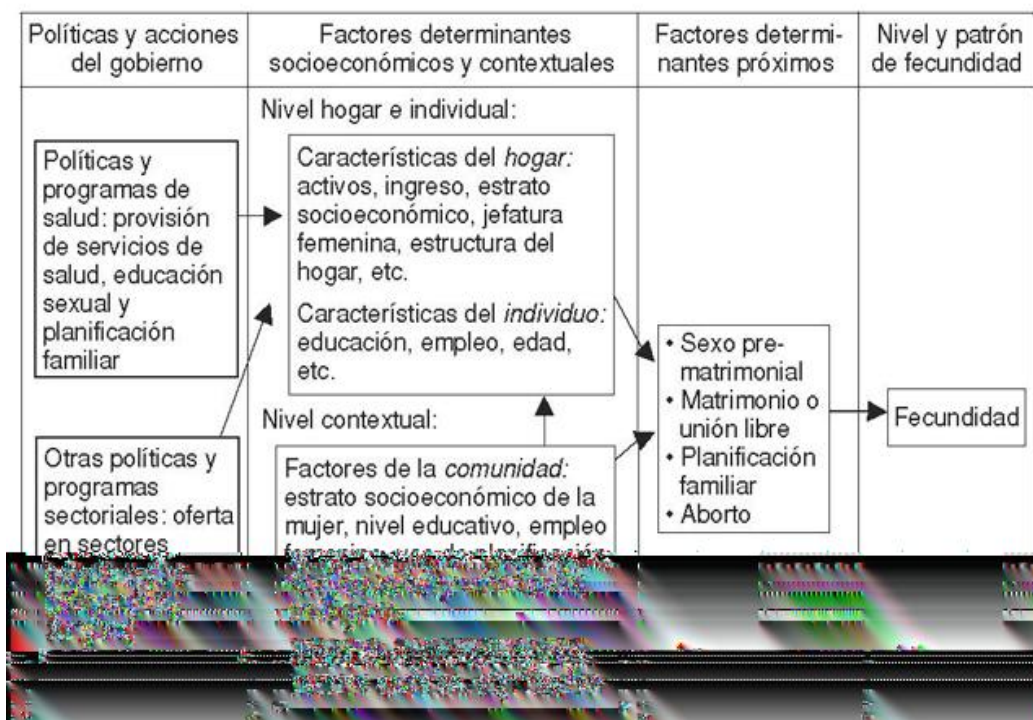 Políticas y acciones
del gobierno
Factores determinantes
socioeconómicos y contextuales
Factores determi-
nantes próximos
Nivel y patrón
de fecundidad
Políticas y
programas de
salud: provisión
de servicios de
salud, educación
sexual y
planificación
familiar
Otras políticas y
programas
sectoriales: oferta
en sectores
Nivel hogar e individual:
Características del hogar:
activos, ingreso, estrato
socioeconómico, jefatura
femenina, estructura del
hogar, etc.
Características del individuo:
educación, empleo, edad,
etc.
Nivel contextual:
Factores de la comunidad:
estrato socioeconómico de la
mujer, nivel educativo, empleo
• Sexo pre-
matrimonial
• Matrimonio o
unión libre
• Planificación
familiar
• Aborto
Fecundidad